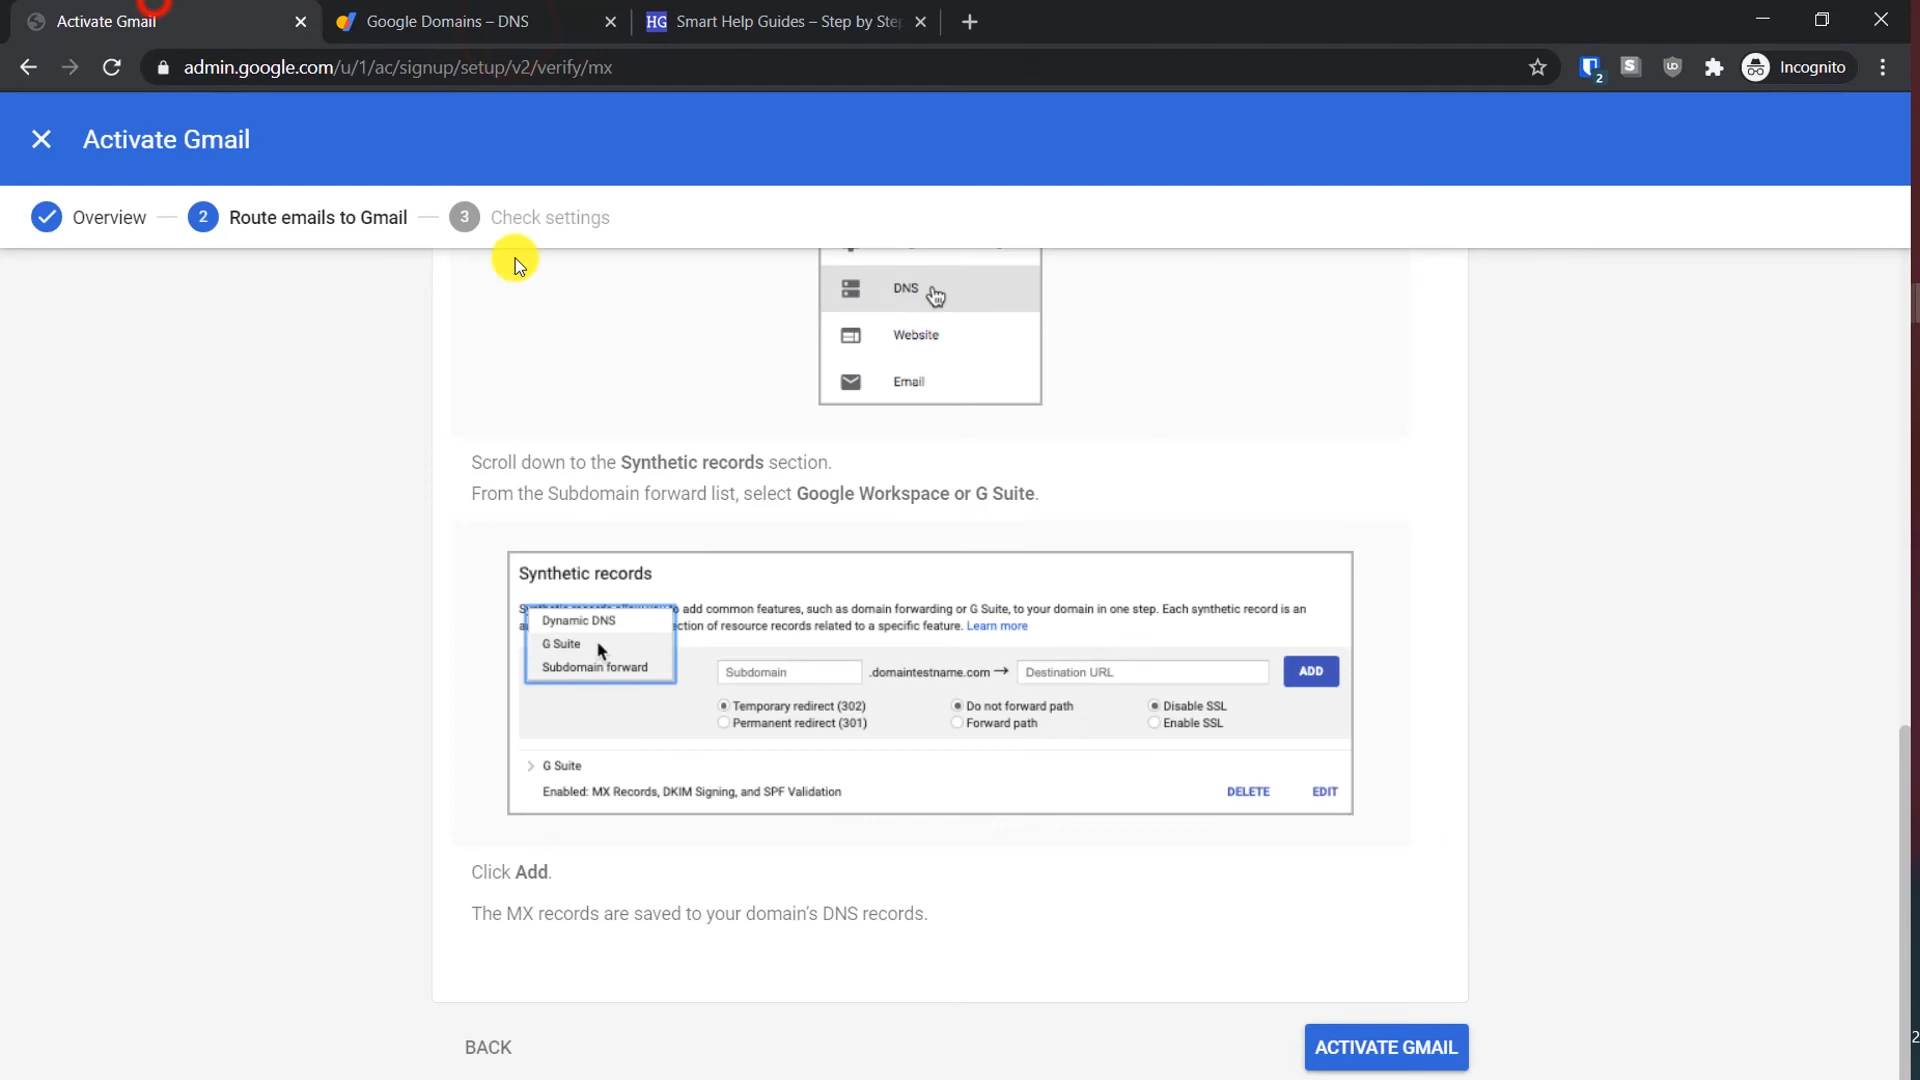 Activate Gmail
Google Domains – DNS
HG Smart Help Guides – Step by Ste
admin.google.com/u/1/ac/signup/setup/v2/verify/mx
2
S
Incognito
Activate Gmail
Overview
2 Route emails to Gmail
3 Check settings
DNS
Website
Email
Scroll down to the Synthetic records section.
From the Subdomain forward list, select Google Workspace or G Suite.
Synthetic records
add common features, such as domain forwarding or G Suite, to your domain in one step. Each synthetic record is an
ection of resource records related to a specific feature. Learn more
Dynamic DNS
G Suite
Subdomain forward
Subdomain
.domaintestname.com →
Destination URL
ADD
Temporary redirect (302)
Do not forward path
Disable SSL
Permanent redirect (301)
Forward path
Enable SSL
G Suite
Enabled: MX Records, DKIM Signing, and SPF Validation
DELETE
EDIT
Click Add.
The MX records are saved to your domain’s DNS records.
BACK
ACTIVATE GMAIL
2